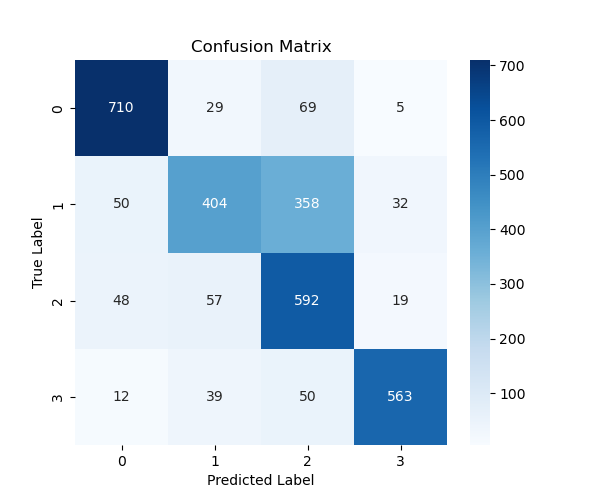 Confusion Matrix
True Label
0 710 29 69 5
1 50 404 358 32
2 48 57 592 19
3 12 39 50 563
0 1 2 3
Predicted Label
700
600
500
400
300
200
100